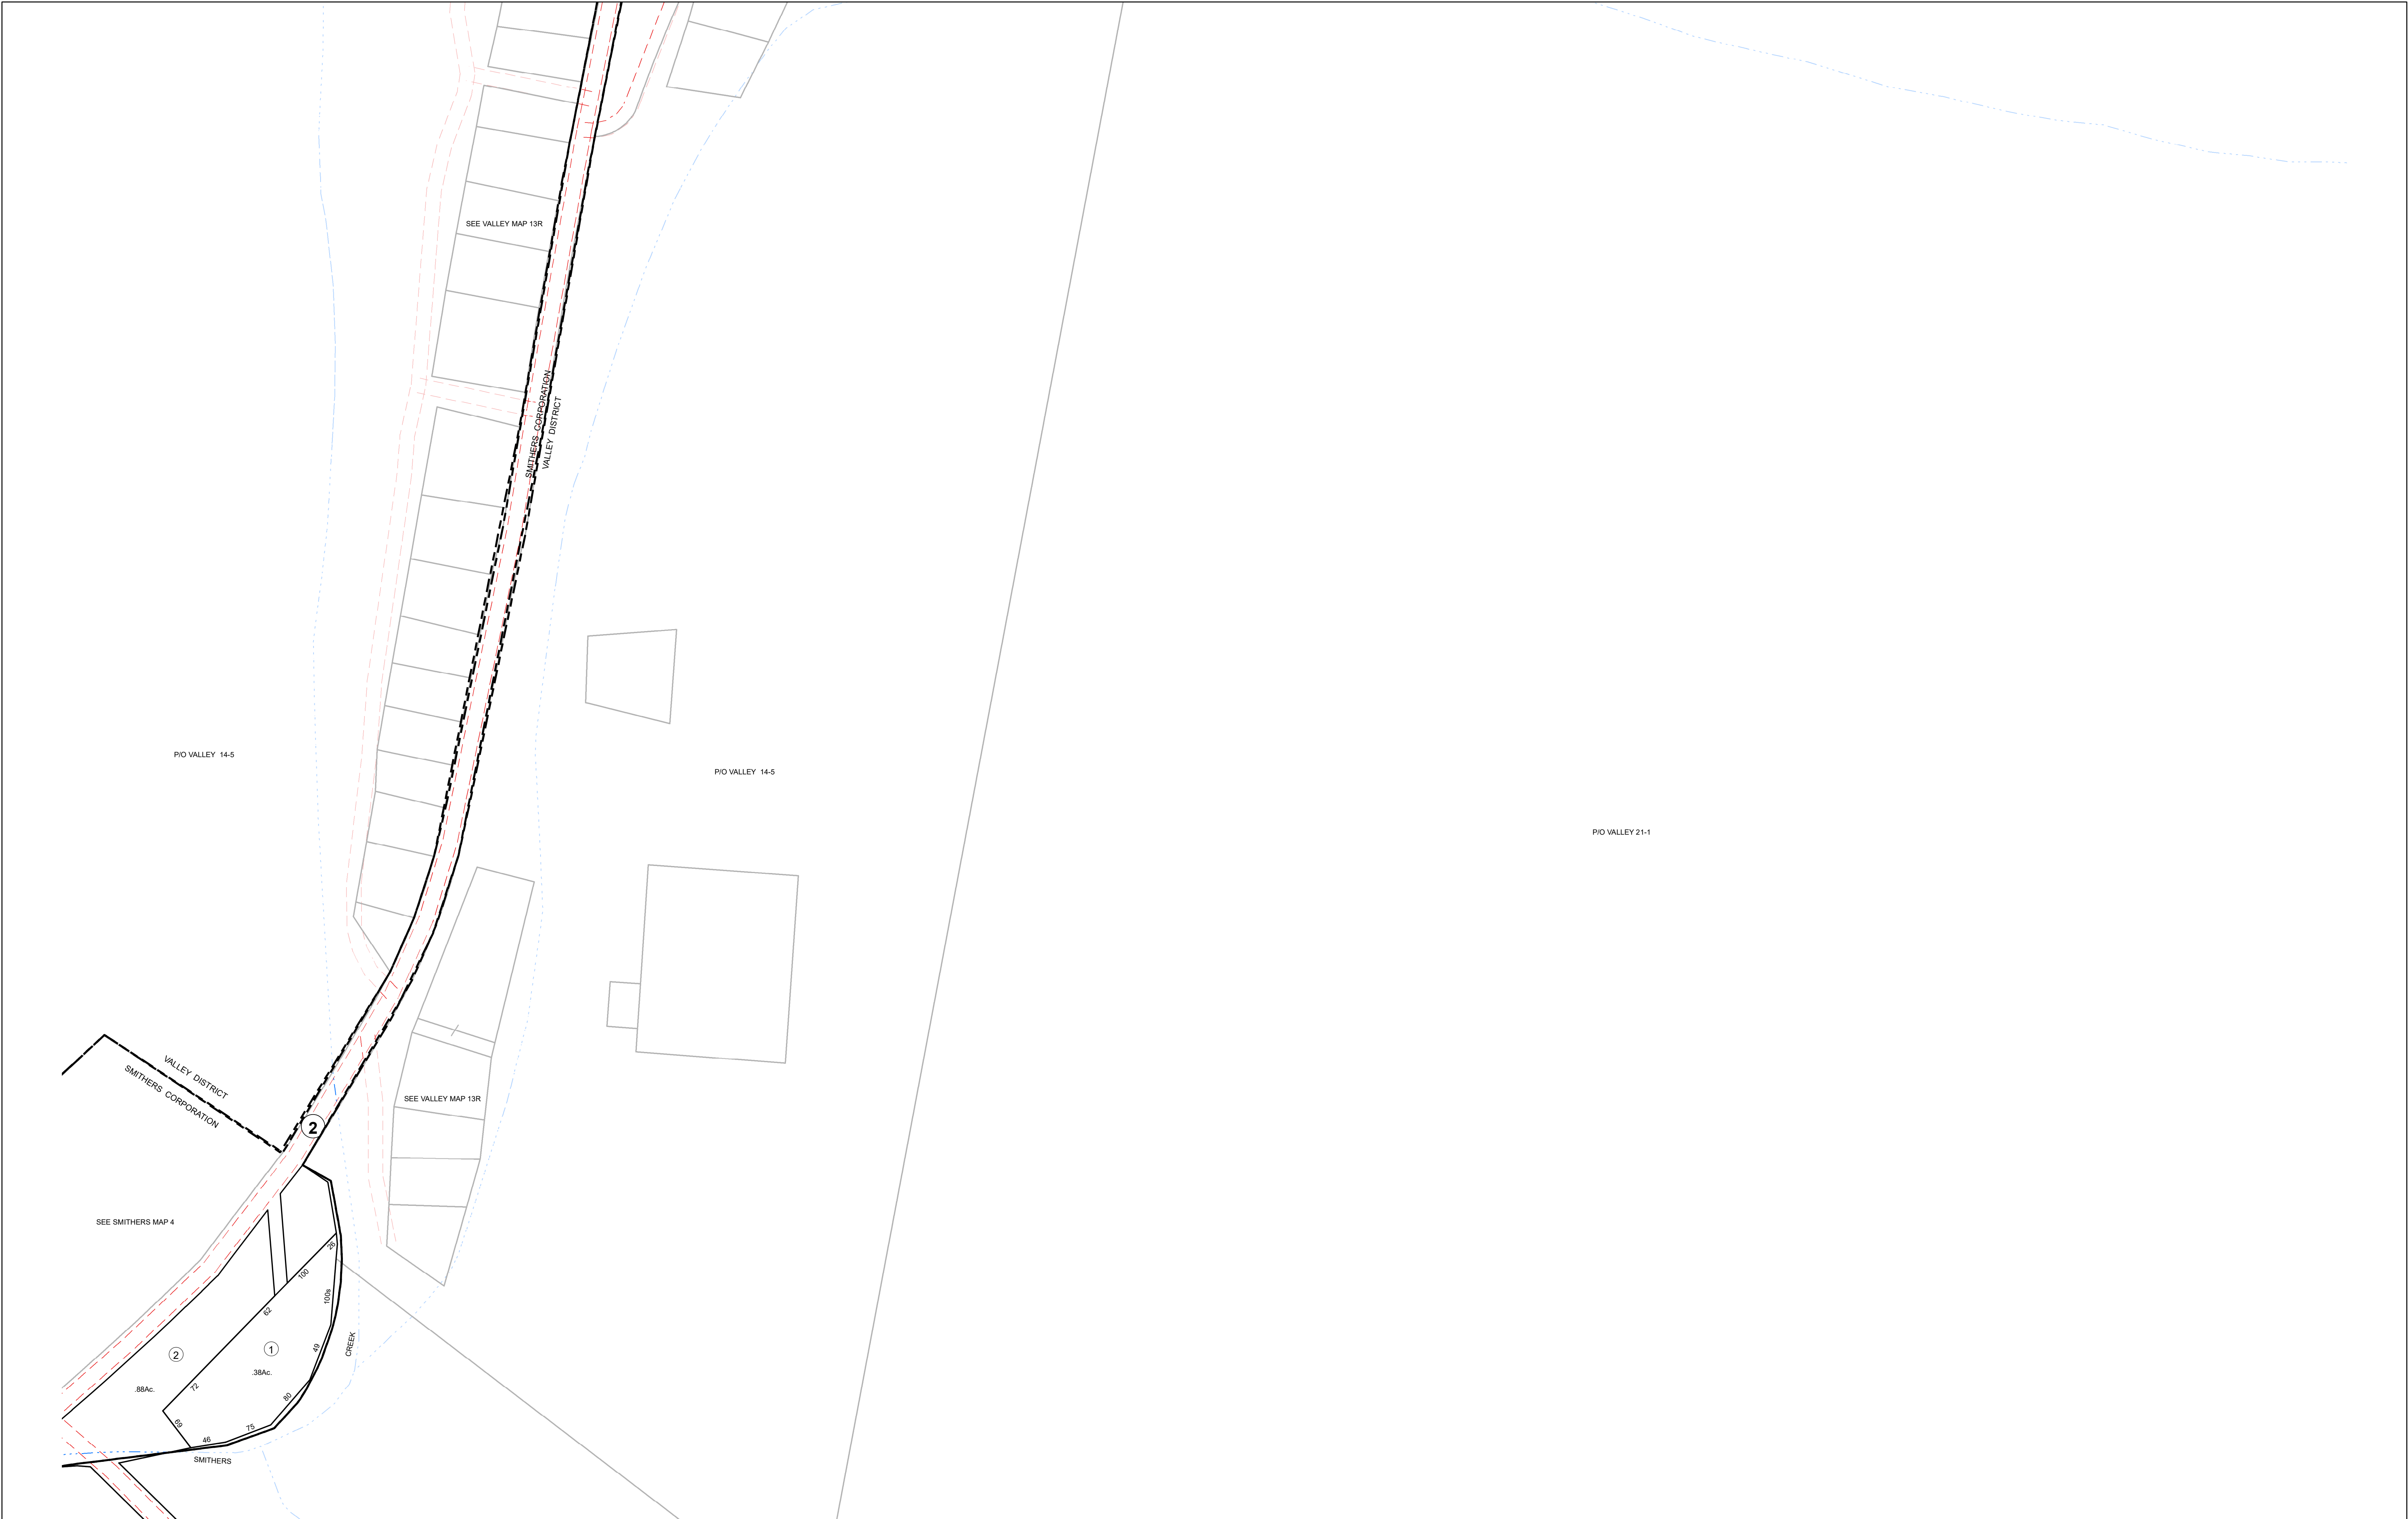 SEE VALLEY MAP 13R
SMITHERS CORPORATION
VALLEY DISTRICT
P/O VALLEY 14-5
P/O VALLEY 14-5
P/O VALLEY 21-1
VALLEY DISTRICT
SMITHERS CORPORATION
SEE VALLEY MAP 13R
2
SEE SMITHERS MAP 4
26
100
100s
62
49
CREEK
1
2
.38Ac.
.88Ac.
72
80
69
75
46
SMITHERS